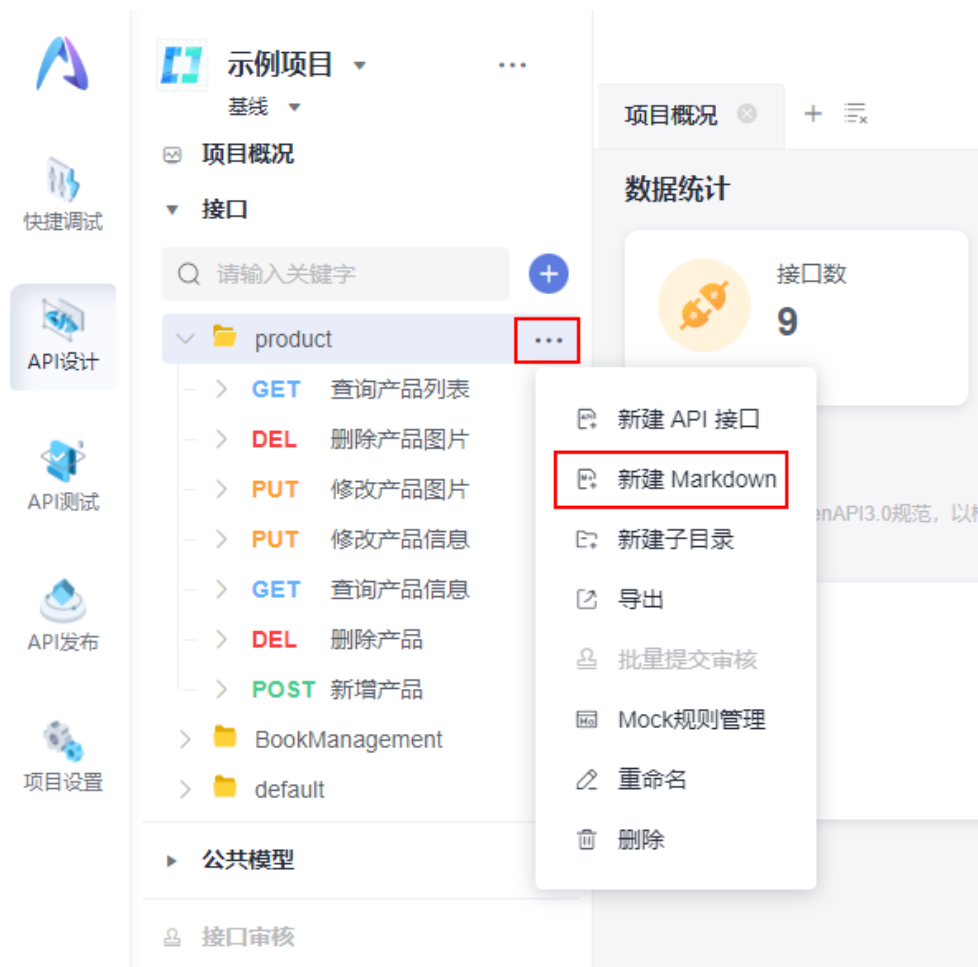 示例项目
基线
项目概况
接口
请输入关键字
product
GET 查询产品列表
DEL 删除产品图片
PUT 修改产品图片
PUT 修改产品信息
GET 查询产品信息
DEL 删除产品
POST 新增产品
BookManagement
default
公共模型
接口审核
快捷调试
API设计
API测试
API发布
项目设置
项目概况
数据统计
接口数
9
enAPI3.0规范，以
新建 API 接口
新建 Markdown
新建子目录
导出
批量提交审核
Mock规则管理
重命名
删除